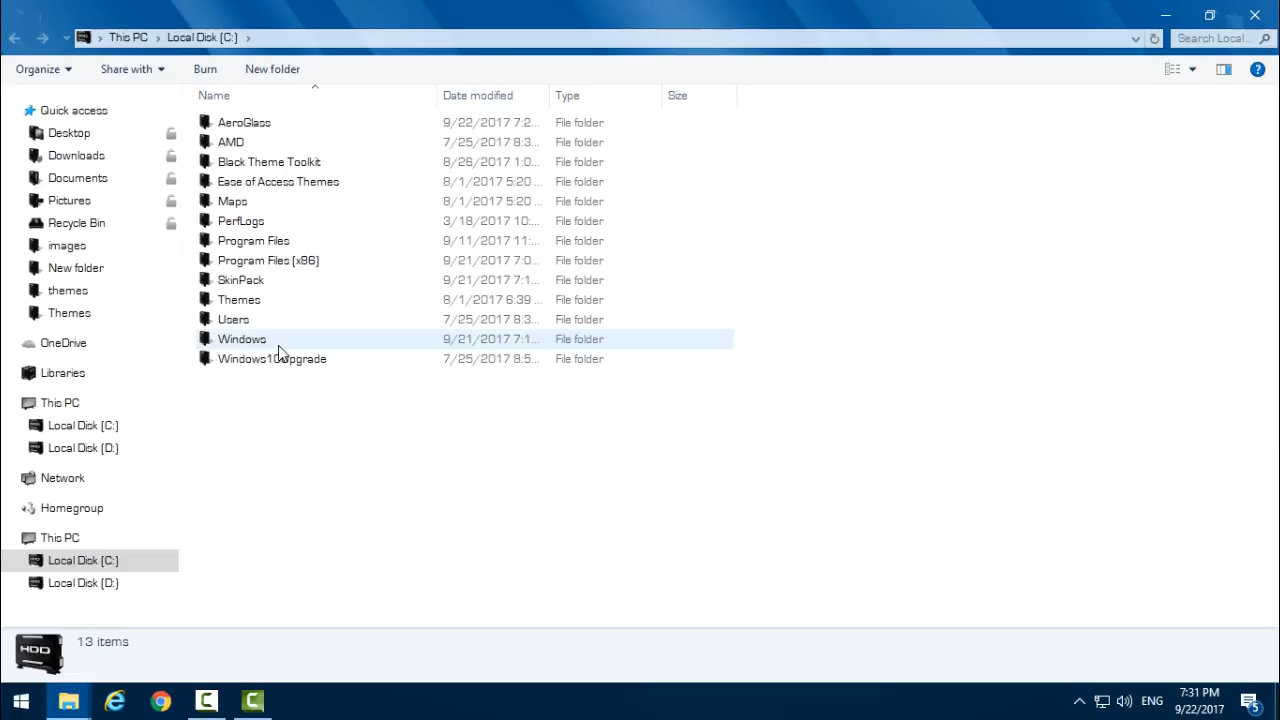 This PC > Local Disk (C:) >
Search Local...
Organize Share with Burn New folder
Name Date modified Type Size
Quick access
Desktop
Downloads
Documents
Pictures
Recycle Bin
images
New folder
themes
Themes
OneDrive
Libraries
This PC
Local Disk (C:)
Local Disk (D:)
Network
Homegroup
This PC
Local Disk (C:)
Local Disk (D:)
AeroGlass 9/22/2017 7:2... File folder
AMD 7/25/2017 8:3... File folder
Black Theme Toolkit 8/26/2017 1:0... File folder
Ease of Access Themes 8/1/2017 5:20 ... File folder
Maps 8/1/2017 5:20 ... File folder
PerfLogs 3/18/2017 10:... File folder
Program Files 9/11/2017 11:... File folder
Program Files (x86) 9/21/2017 7:0... File folder
SkinPack 9/21/2017 7:1... File folder
Themes 8/1/2017 6:39 ... File folder
Users 7/25/2017 8:3... File folder
Windows 9/21/2017 7:1... File folder
Windows10Upgrade 7/25/2017 8:5... File folder
HDD
13 items
ENG
7:31 PM
9/22/2017
5